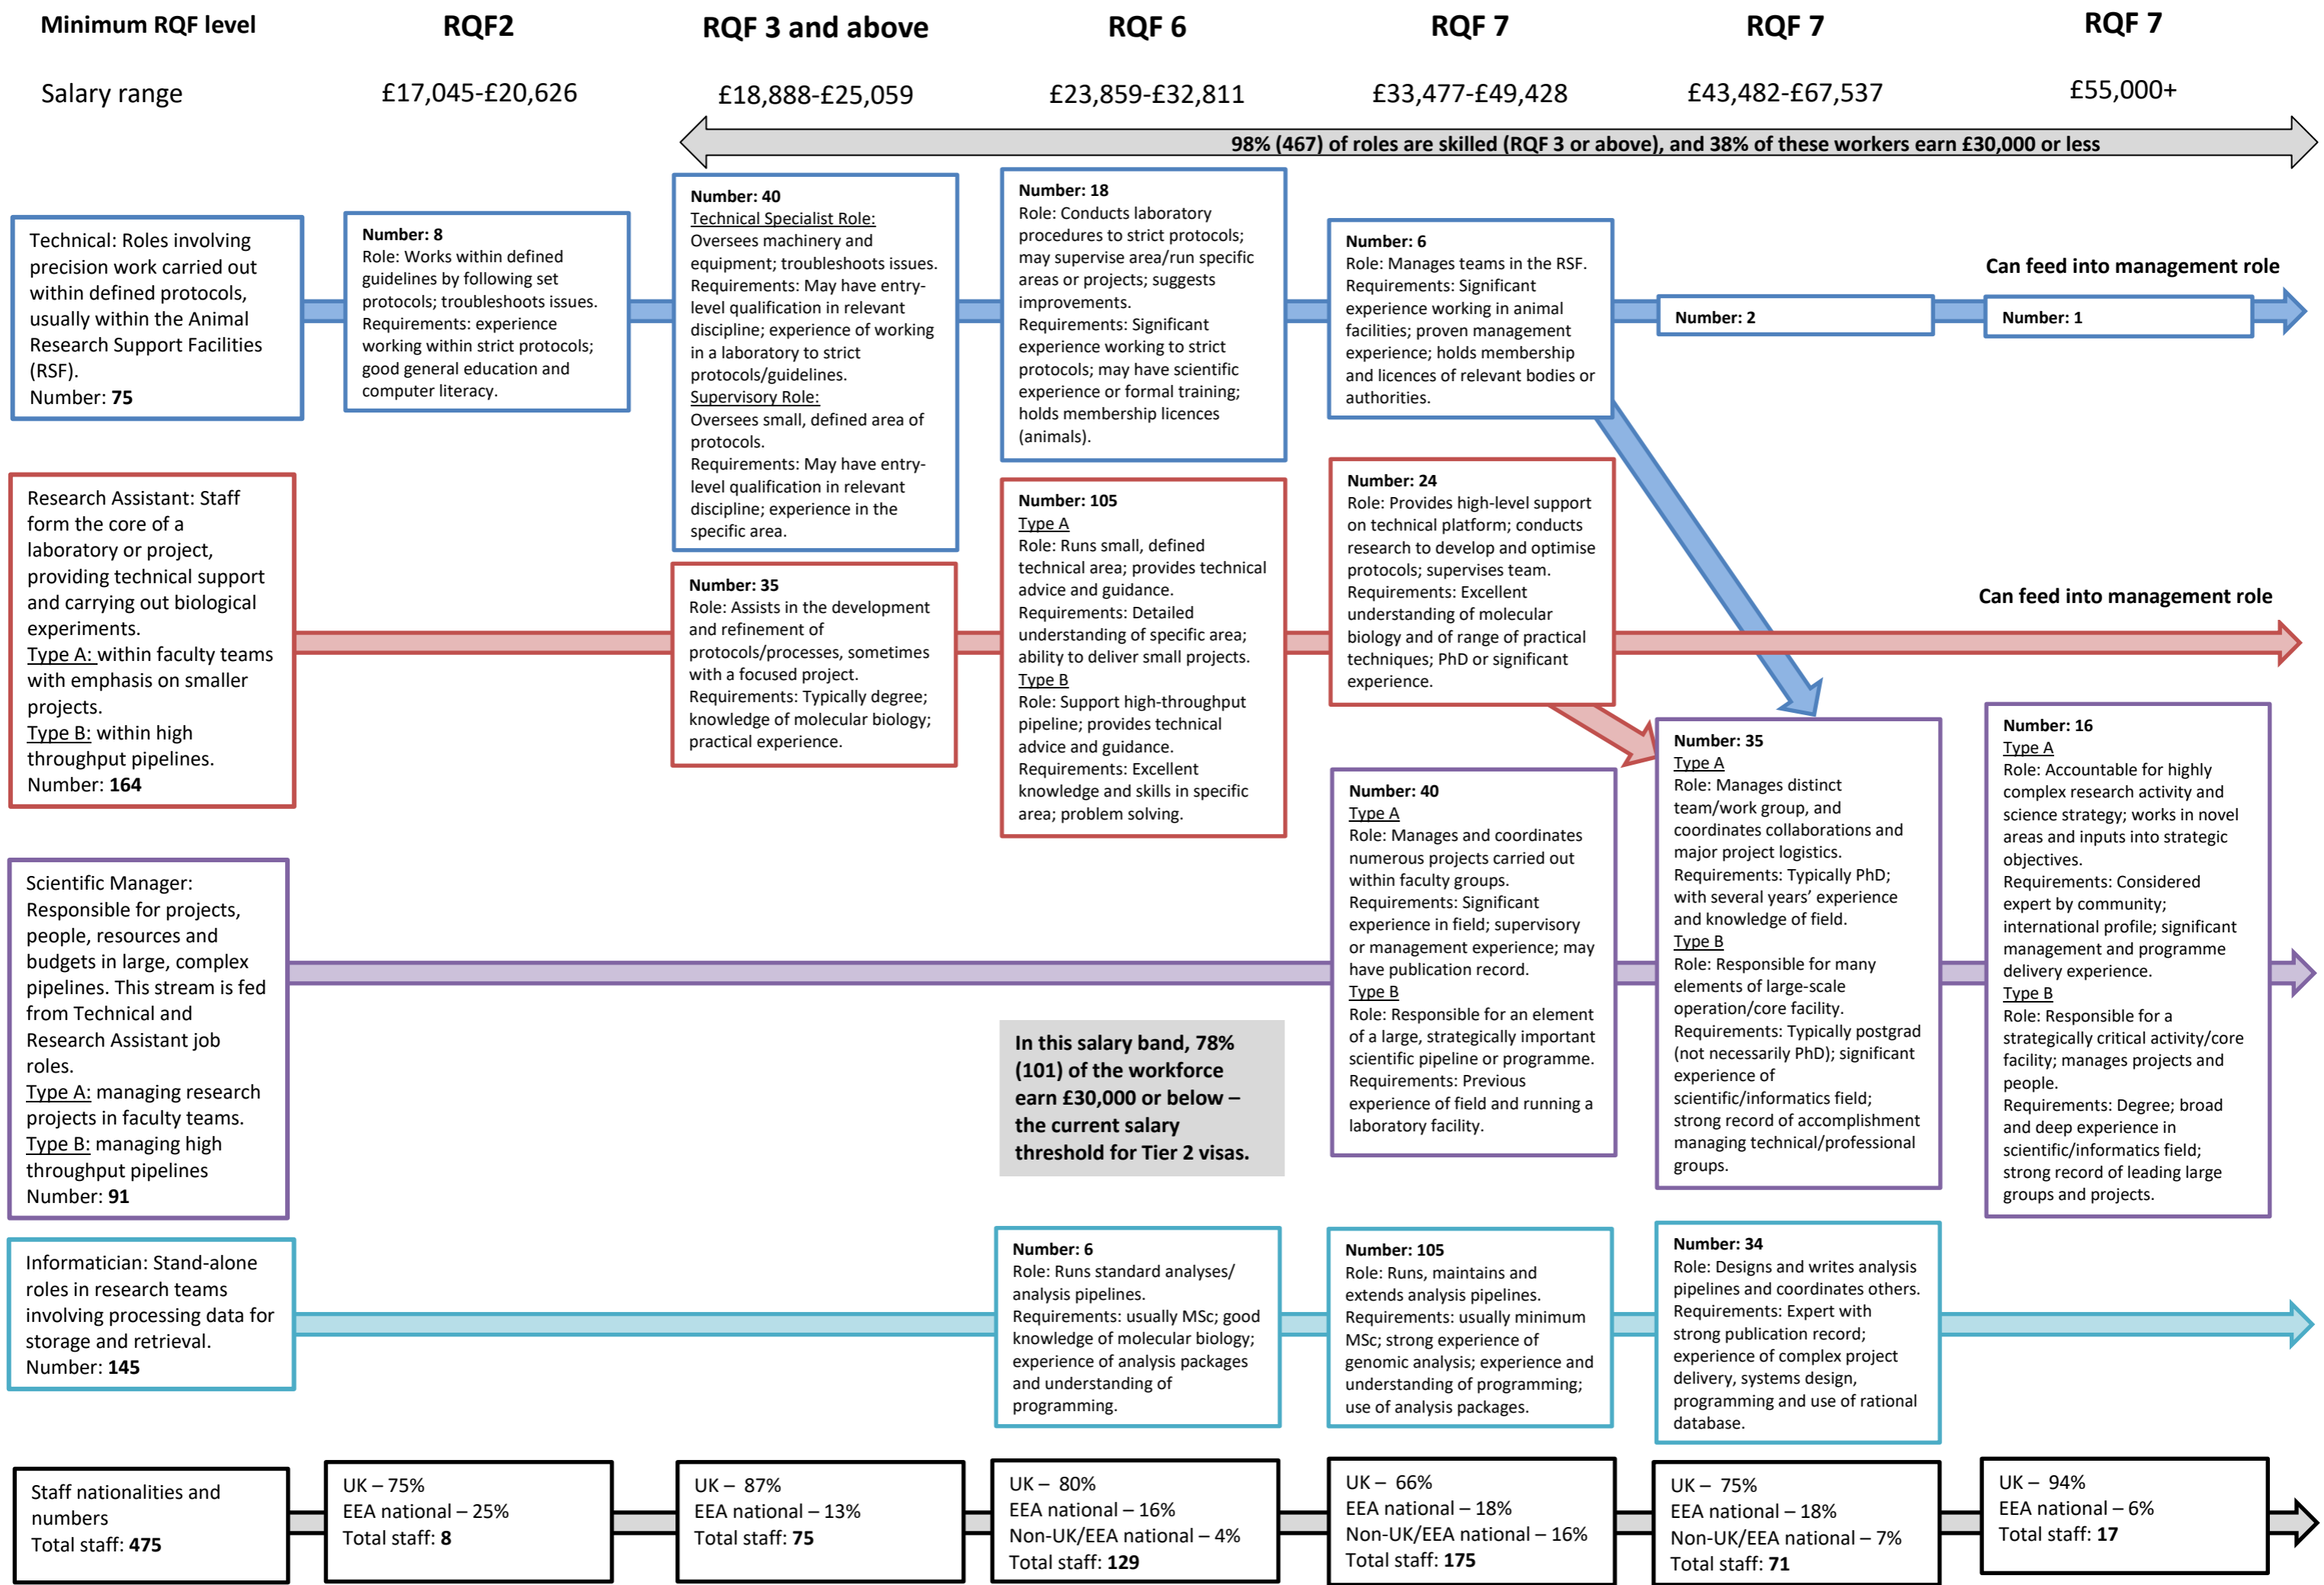 Minimum RQF level
RQF2
RQF 3 and above
RQF 6
RQF 7
RQF 7
RQF 7
Salary range
£17,045-£20,626
£18,888-£25,059
£23,859-£32,811
£33,477-£49,428
£43,482-£67,537
£55,000+
98% (467) of roles are skilled (RQF 3 or above), and 38% of these workers earn £30,000 or less
Technical: Roles involving
precision work carried out
within defined protocols,
usually within the Animal
Research Support Facilities
(RSF).
Number: 75
Number: 8
Role: Works within defined
guidelines by following set
protocols; troubleshoots issues.
Requirements: experience
working within strict protocols;
good general education and
computer literacy.
Number: 40
Technical Specialist Role:
Oversees machinery and
equipment; troubleshoots issues.
Requirements: May have entry-
level qualification in relevant
discipline; experience of working
in a laboratory to strict
protocols/guidelines.
Supervisory Role:
Oversees small, defined area of
protocols.
Requirements: May have entry-
level qualification in relevant
discipline; experience in the
specific area.
Number: 18
Role: Conducts laboratory
procedures to strict protocols;
may supervise area/run specific
areas or projects; suggests
improvements.
Requirements: Significant
experience working to strict
protocols; may have scientific
experience or formal training;
holds membership licences
(animals).
Number: 6
Role: Manages teams in the RSF.
Requirements: Significant
experience working in animal
facilities; proven management
experience; holds membership
and licences of relevant bodies or
authorities.
Number: 2
Can feed into management role
Number: 1
Research Assistant: Staff
form the core of a
laboratory or project,
providing technical support
and carrying out biological
experiments.
Type A: within faculty teams
with emphasis on smaller
projects.
Type B: within high
throughput pipelines.
Number: 164
Number: 35
Role: Assists in the development
and refinement of
protocols/processes, sometimes
with a focused project.
Requirements: Typically degree;
knowledge of molecular biology;
practical experience.
Number: 105
Type A
Role: Runs small, defined
technical area; provides technical
advice and guidance.
Requirements: Detailed
understanding of specific area;
ability to deliver small projects.
Type B
Role: Support high-throughput
pipeline; provides technical
advice and guidance.
Requirements: Excellent
knowledge and skills in specific
area; problem solving.
Number: 24
Role: Provides high-level support
on technical platform; conducts
research to develop and optimise
protocols; supervises team.
Requirements: Excellent
understanding of molecular
biology and of range of practical
techniques; PhD or significant
experience.
Can feed into management role
Scientific Manager:
Responsible for projects,
people, resources and
budgets in large, complex
pipelines. This stream is fed
from Technical and
Research Assistant job
roles.
Type A: managing research
projects in faculty teams.
Type B: managing high
throughput pipelines
Number: 91
In this salary band, 78%
(101) of the workforce
earn £30,000 or below –
the current salary
threshold for Tier 2 visas.
Number: 40
Type A
Role: Manages and coordinates
numerous projects carried out
within faculty groups.
Requirements: Significant
experience in field; supervisory
or management experience; may
have publication record.
Type B
Role: Responsible for an element
of a large, strategically important
scientific pipeline or programme.
Requirements: Previous
experience of field and running a
laboratory facility.
Number: 35
Type A
Role: Manages distinct
team/work group, and
coordinates collaborations and
major project logistics.
Requirements: Typically PhD;
with several years’ experience
and knowledge of field.
Type B
Role: Responsible for many
elements of large-scale
operation/core facility.
Requirements: Typically postgrad
(not necessarily PhD); significant
experience of
scientific/informatics field;
strong record of accomplishment
managing technical/professional
groups.
Number: 16
Type A
Role: Accountable for highly
complex research activity and
science strategy; works in novel
areas and inputs into strategic
objectives.
Requirements: Considered
expert by community;
international profile; significant
management and programme
delivery experience.
Type B
Role: Responsible for a
strategically critical activity/core
facility; manages projects and
people.
Requirements: Degree; broad
and deep experience in
scientific/informatics field;
strong record of leading large
groups and projects.
Informatician: Stand-alone
roles in research teams
involving processing data for
storage and retrieval.
Number: 145
Number: 6
Role: Runs standard analyses/
analysis pipelines.
Requirements: usually MSc; good
knowledge of molecular biology;
experience of analysis packages
and understanding of
programming.
Number: 105
Role: Runs, maintains and
extends analysis pipelines.
Requirements: usually minimum
MSc; strong experience of
genomic analysis; experience and
understanding of programming;
use of analysis packages.
Number: 34
Role: Designs and writes analysis
pipelines and coordinates others.
Requirements: Expert with
strong publication record;
experience of complex project
delivery, systems design,
programming and use of rational
database.
Staff nationalities and
numbers
Total staff: 475
UK – 75%
EEA national – 25%
Total staff: 8
UK – 87%
EEA national – 13%
Total staff: 75
UK – 80%
EEA national – 16%
Non-UK/EEA national – 4%
Total staff: 129
UK – 66%
EEA national – 18%
Non-UK/EEA national – 16%
Total staff: 175
UK – 75%
EEA national – 18%
Non-UK/EEA national – 7%
Total staff: 71
UK – 94%
EEA national – 6%
Total staff: 17